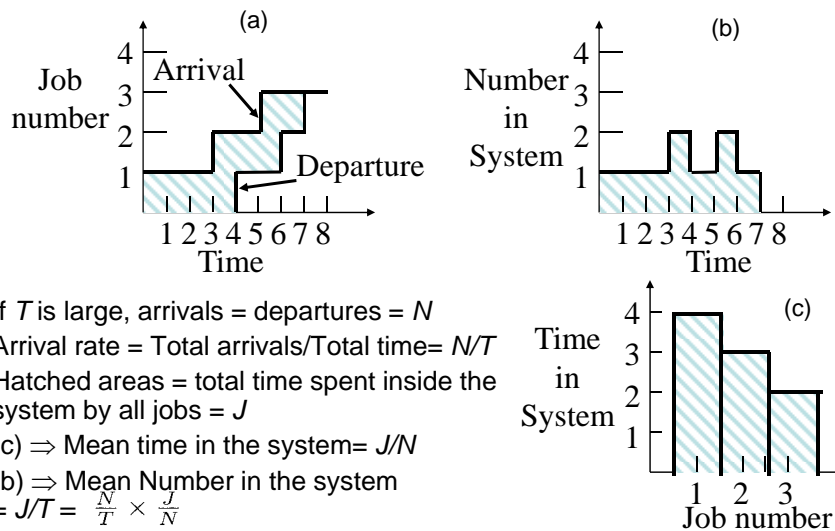 (a)
4
3
2
1
Job
number
Arrival
Departure
1 2 3 4 5 6 7 8
Time
(b)
4
3
2
1
Number
in
System
1 2 3 4 5 6 7 8
Time
f T is large, arrivals = departures = N
Arrival rate = Total arrivals/Total time= N/T
Hatched areas = total time spent inside the
system by all jobs = J
c) ⇒ Mean time in the system= J/N
b) ⇒ Mean Number in the system
= J/T = N/T × J/N
(c)
4
3
2
1
Time
in
System
1 2 3
Job number